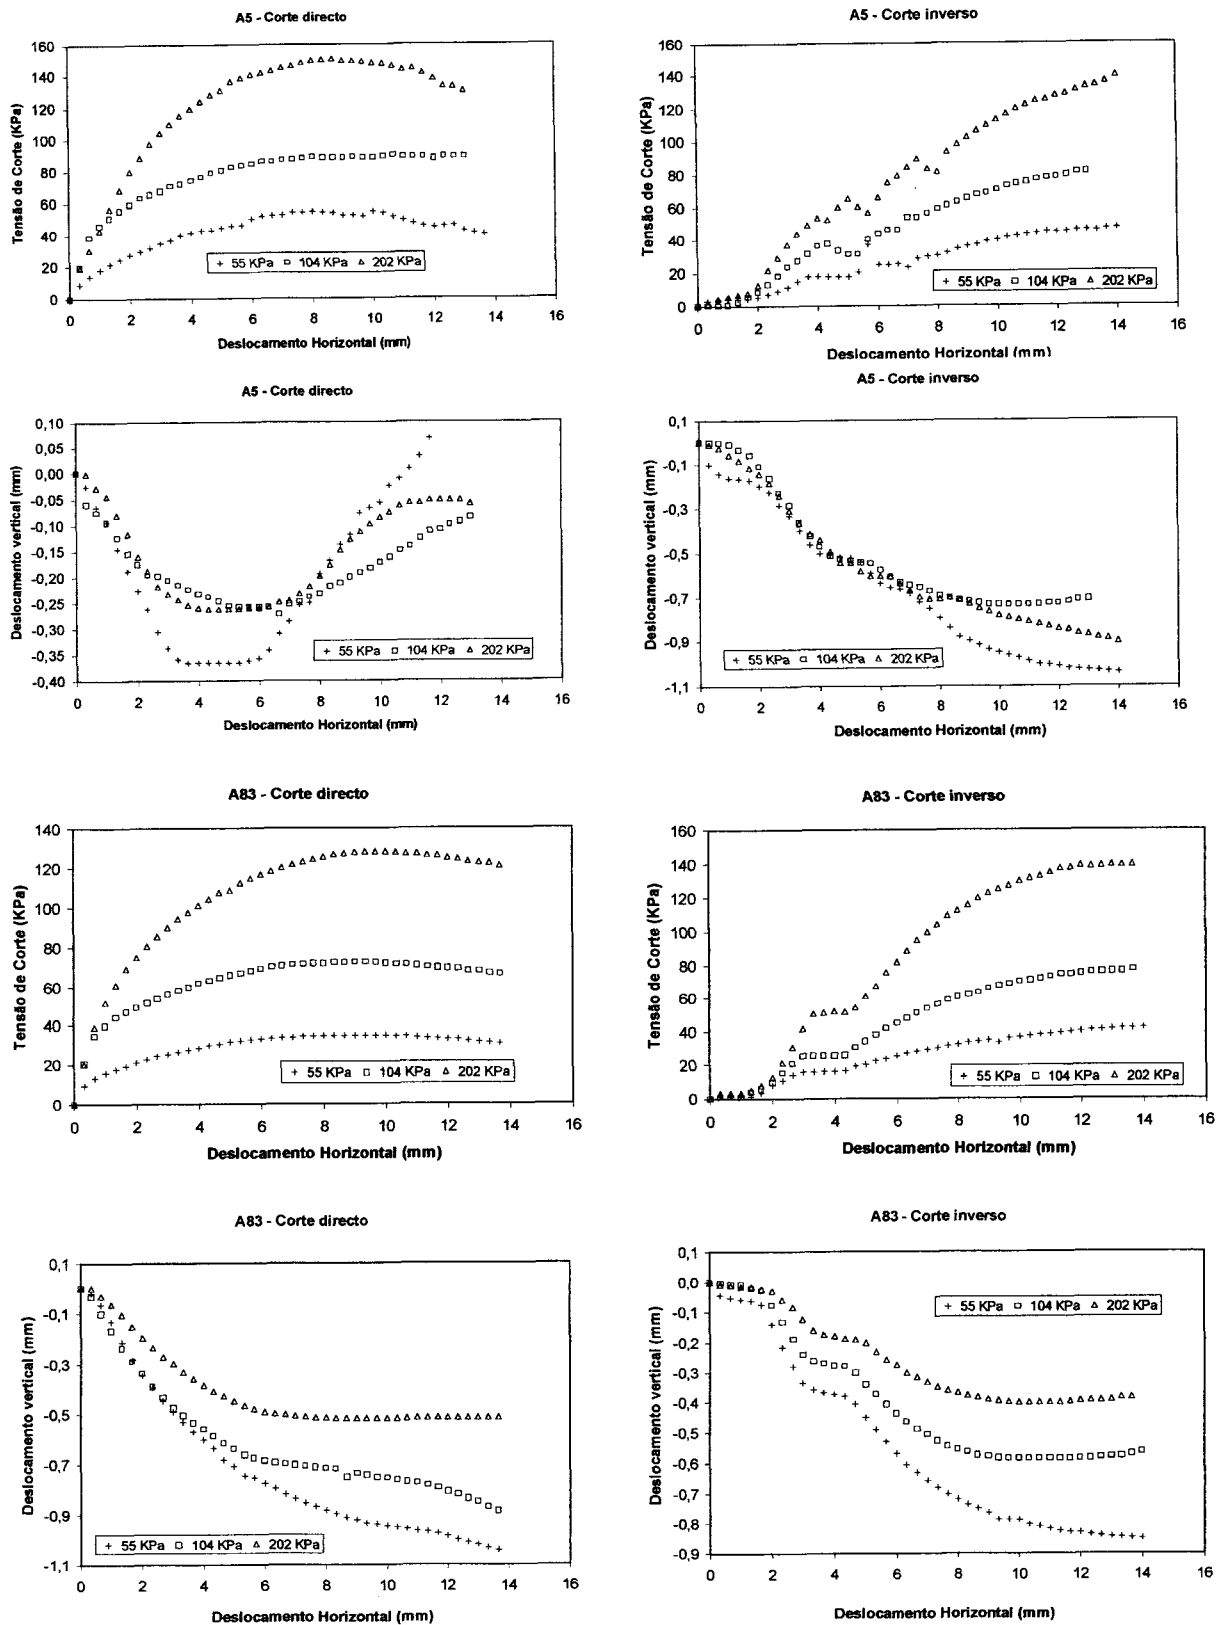 A5 - Corte directo
160
140
120
100
80
60
40
20
0
Tensão de Corte (KPa)
+ 55 KPa □ 104 KPa △ 202 KPa
0 2 4 6 8 10 12 14 16
Deslocamento Horizontal (mm)
A5 - Corte inverso
160
140
120
100
80
60
40
20
0
Tensão de Corte (KPa)
+ 55 KPa □ 104 KPa △ 202 KPa
0 2 4 6 8 10 12 14 16
Deslocamento Horizontal (mm)
A5 - Corte directo
0,10
0,05
0,00
-0,05
-0,10
-0,15
-0,20
-0,25
-0,30
-0,35
-0,40
Deslocamento vertical (mm)
+ 55 KPa □ 104 KPa △ 202 KPa
0 2 4 6 8 10 12 14 16
Deslocamento Horizontal (mm)
A5 - Corte inverso
0,1
-0,1
-0,3
-0,5
-0,7
-0,9
-1,1
Deslocamento vertical (mm)
+ 55 KPa □ 104 KPa △ 202 KPa
0 2 4 6 8 10 12 14 16
Deslocamento Horizontal (mm)
A83 - Corte directo
140
120
100
80
60
40
20
0
Tensão de Corte (KPa)
+ 55 KPa □ 104 KPa △ 202 KPa
0 2 4 6 8 10 12 14 16
Deslocamento Horizontal (mm)
A83 - Corte inverso
160
140
120
100
80
60
40
20
0
Tensão de Corte (KPa)
+ 55 KPa □ 104 KPa △ 202 KPa
0 2 4 6 8 10 12 14 16
Deslocamento Horizontal (mm)
A83 - Corte directo
0,1
-0,1
-0,3
-0,5
-0,7
-0,9
-1,1
Deslocamento vertical (mm)
+ 55 KPa □ 104 KPa △ 202 KPa
0 2 4 6 8 10 12 14 16
Deslocamento Horizontal (mm)
A83 - Corte inverso
0,1
0,0
-0,1
-0,2
-0,3
-0,4
-0,5
-0,6
-0,7
-0,8
-0,9
Deslocamento vertical (mm)
+ 55 KPa □ 104 KPa △ 202 KPa
0 2 4 6 8 10 12 14 16
Deslocamento Horizontal (mm)